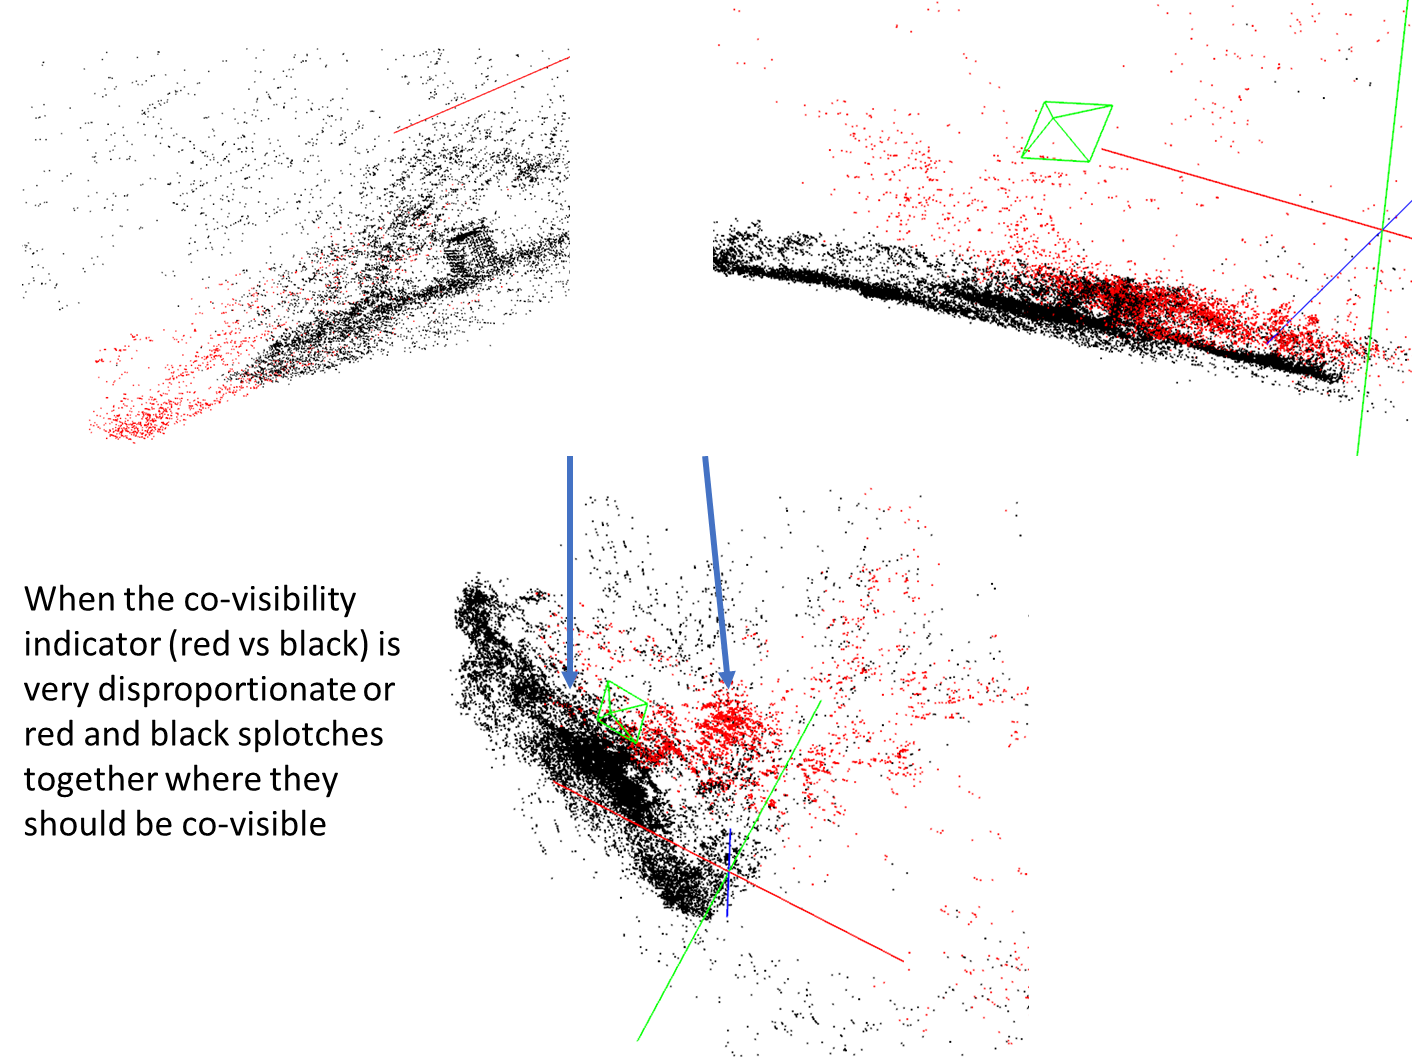 When the co-visibility
indicator (red vs black) is
very disproportionate or
red and black splotches
together where they
should be co-visible